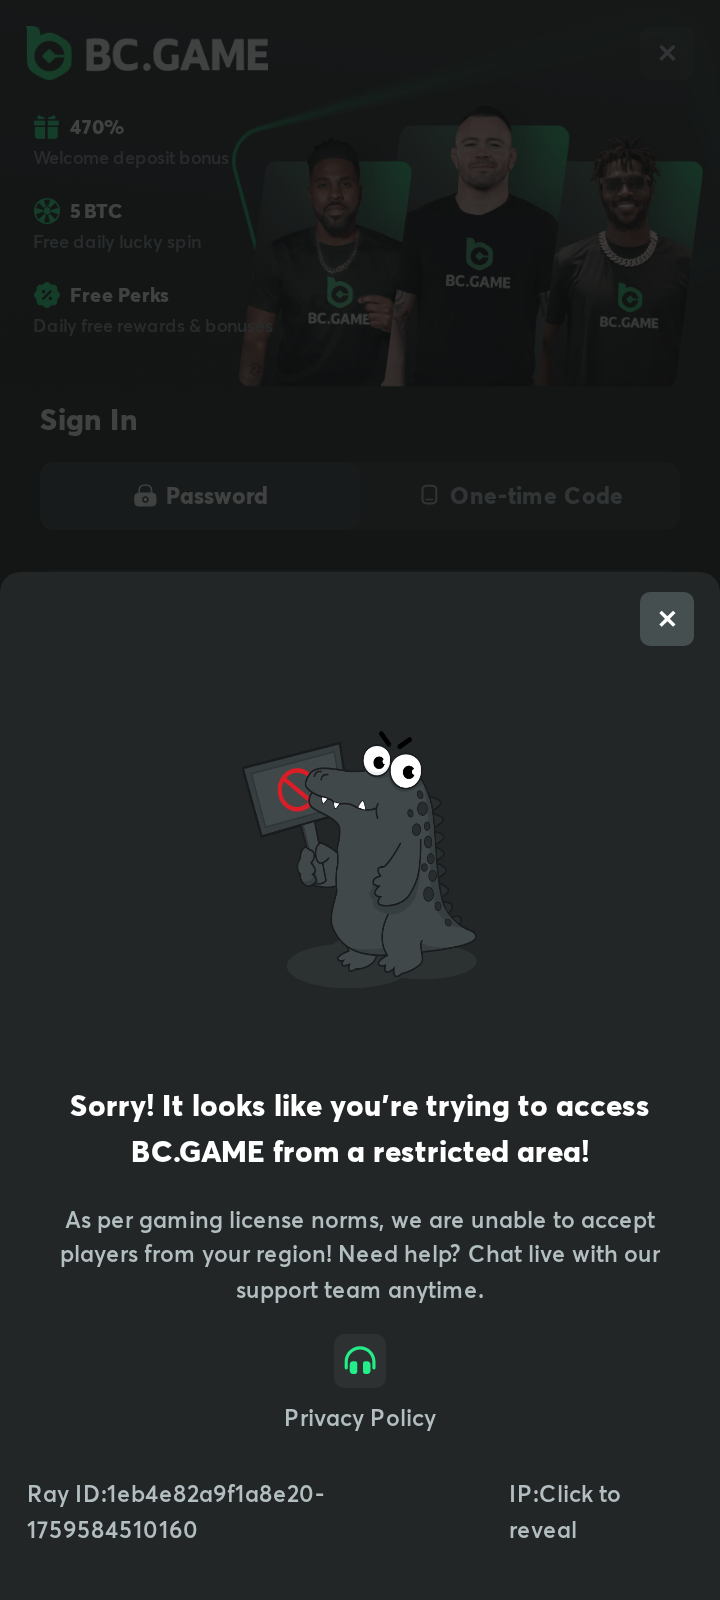 BC.GAME
470%
Welcome deposit bonus
5 BTC
Free daily lucky spin
Free Perks
Daily free rewards & bonuses
BC.GAME
BC.GAME
BC.GAME
Sign In
Password
One-time Code
Sorry! It looks like you're trying to access
BC.GAME from a restricted area!
As per gaming license norms, we are unable to accept
players from your region! Need help? Chat live with our
support team anytime.
Privacy Policy
Ray ID:1eb4e82a9f1a8e20-
1759584510160
IP:Click to
reveal